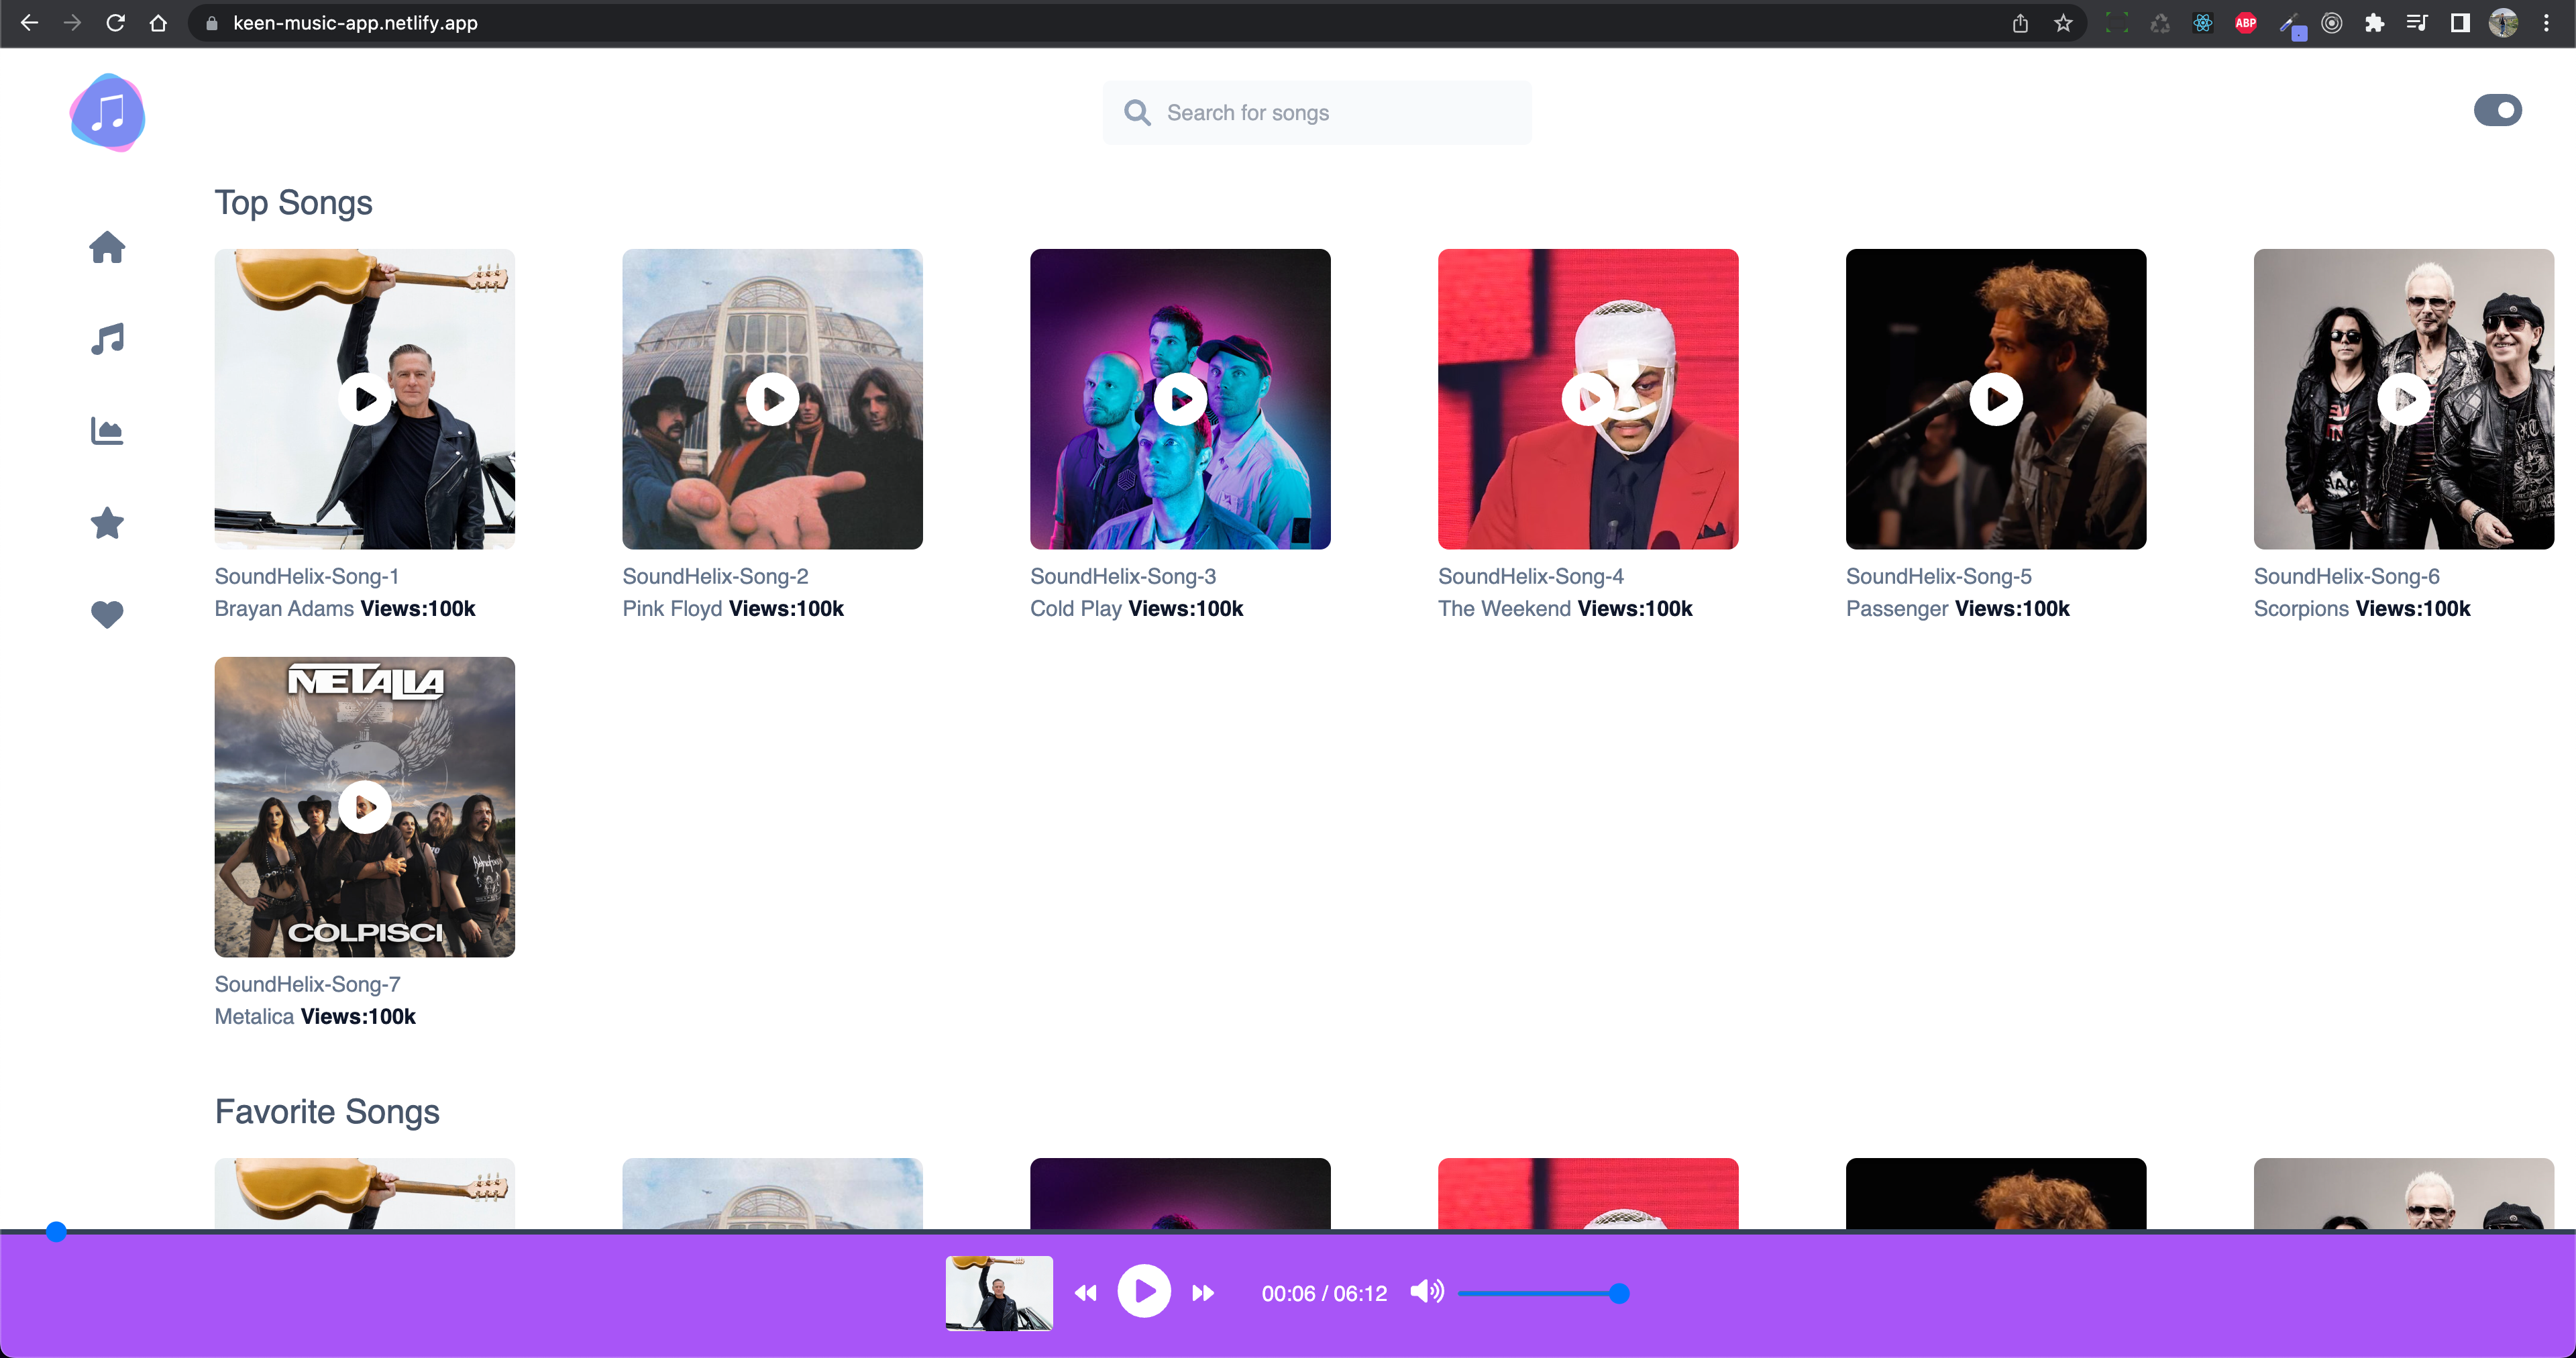 keen-music-app.netlify.app
ABP
Search for songs
Top Songs
SoundHelix-Song-1
Brayan Adams Views:100k
SoundHelix-Song-2
Pink Floyd Views:100k
SoundHelix-Song-3
Cold Play Views:100k
SoundHelix-Song-4
The Weekend Views:100k
SoundHelix-Song-5
Passenger Views:100k
SoundHelix-Song-6
Scorpions Views:100k
METALLIA
COLPISCI
SoundHelix-Song-7
Metalica Views:100k
Favorite Songs
00:06 / 06:12